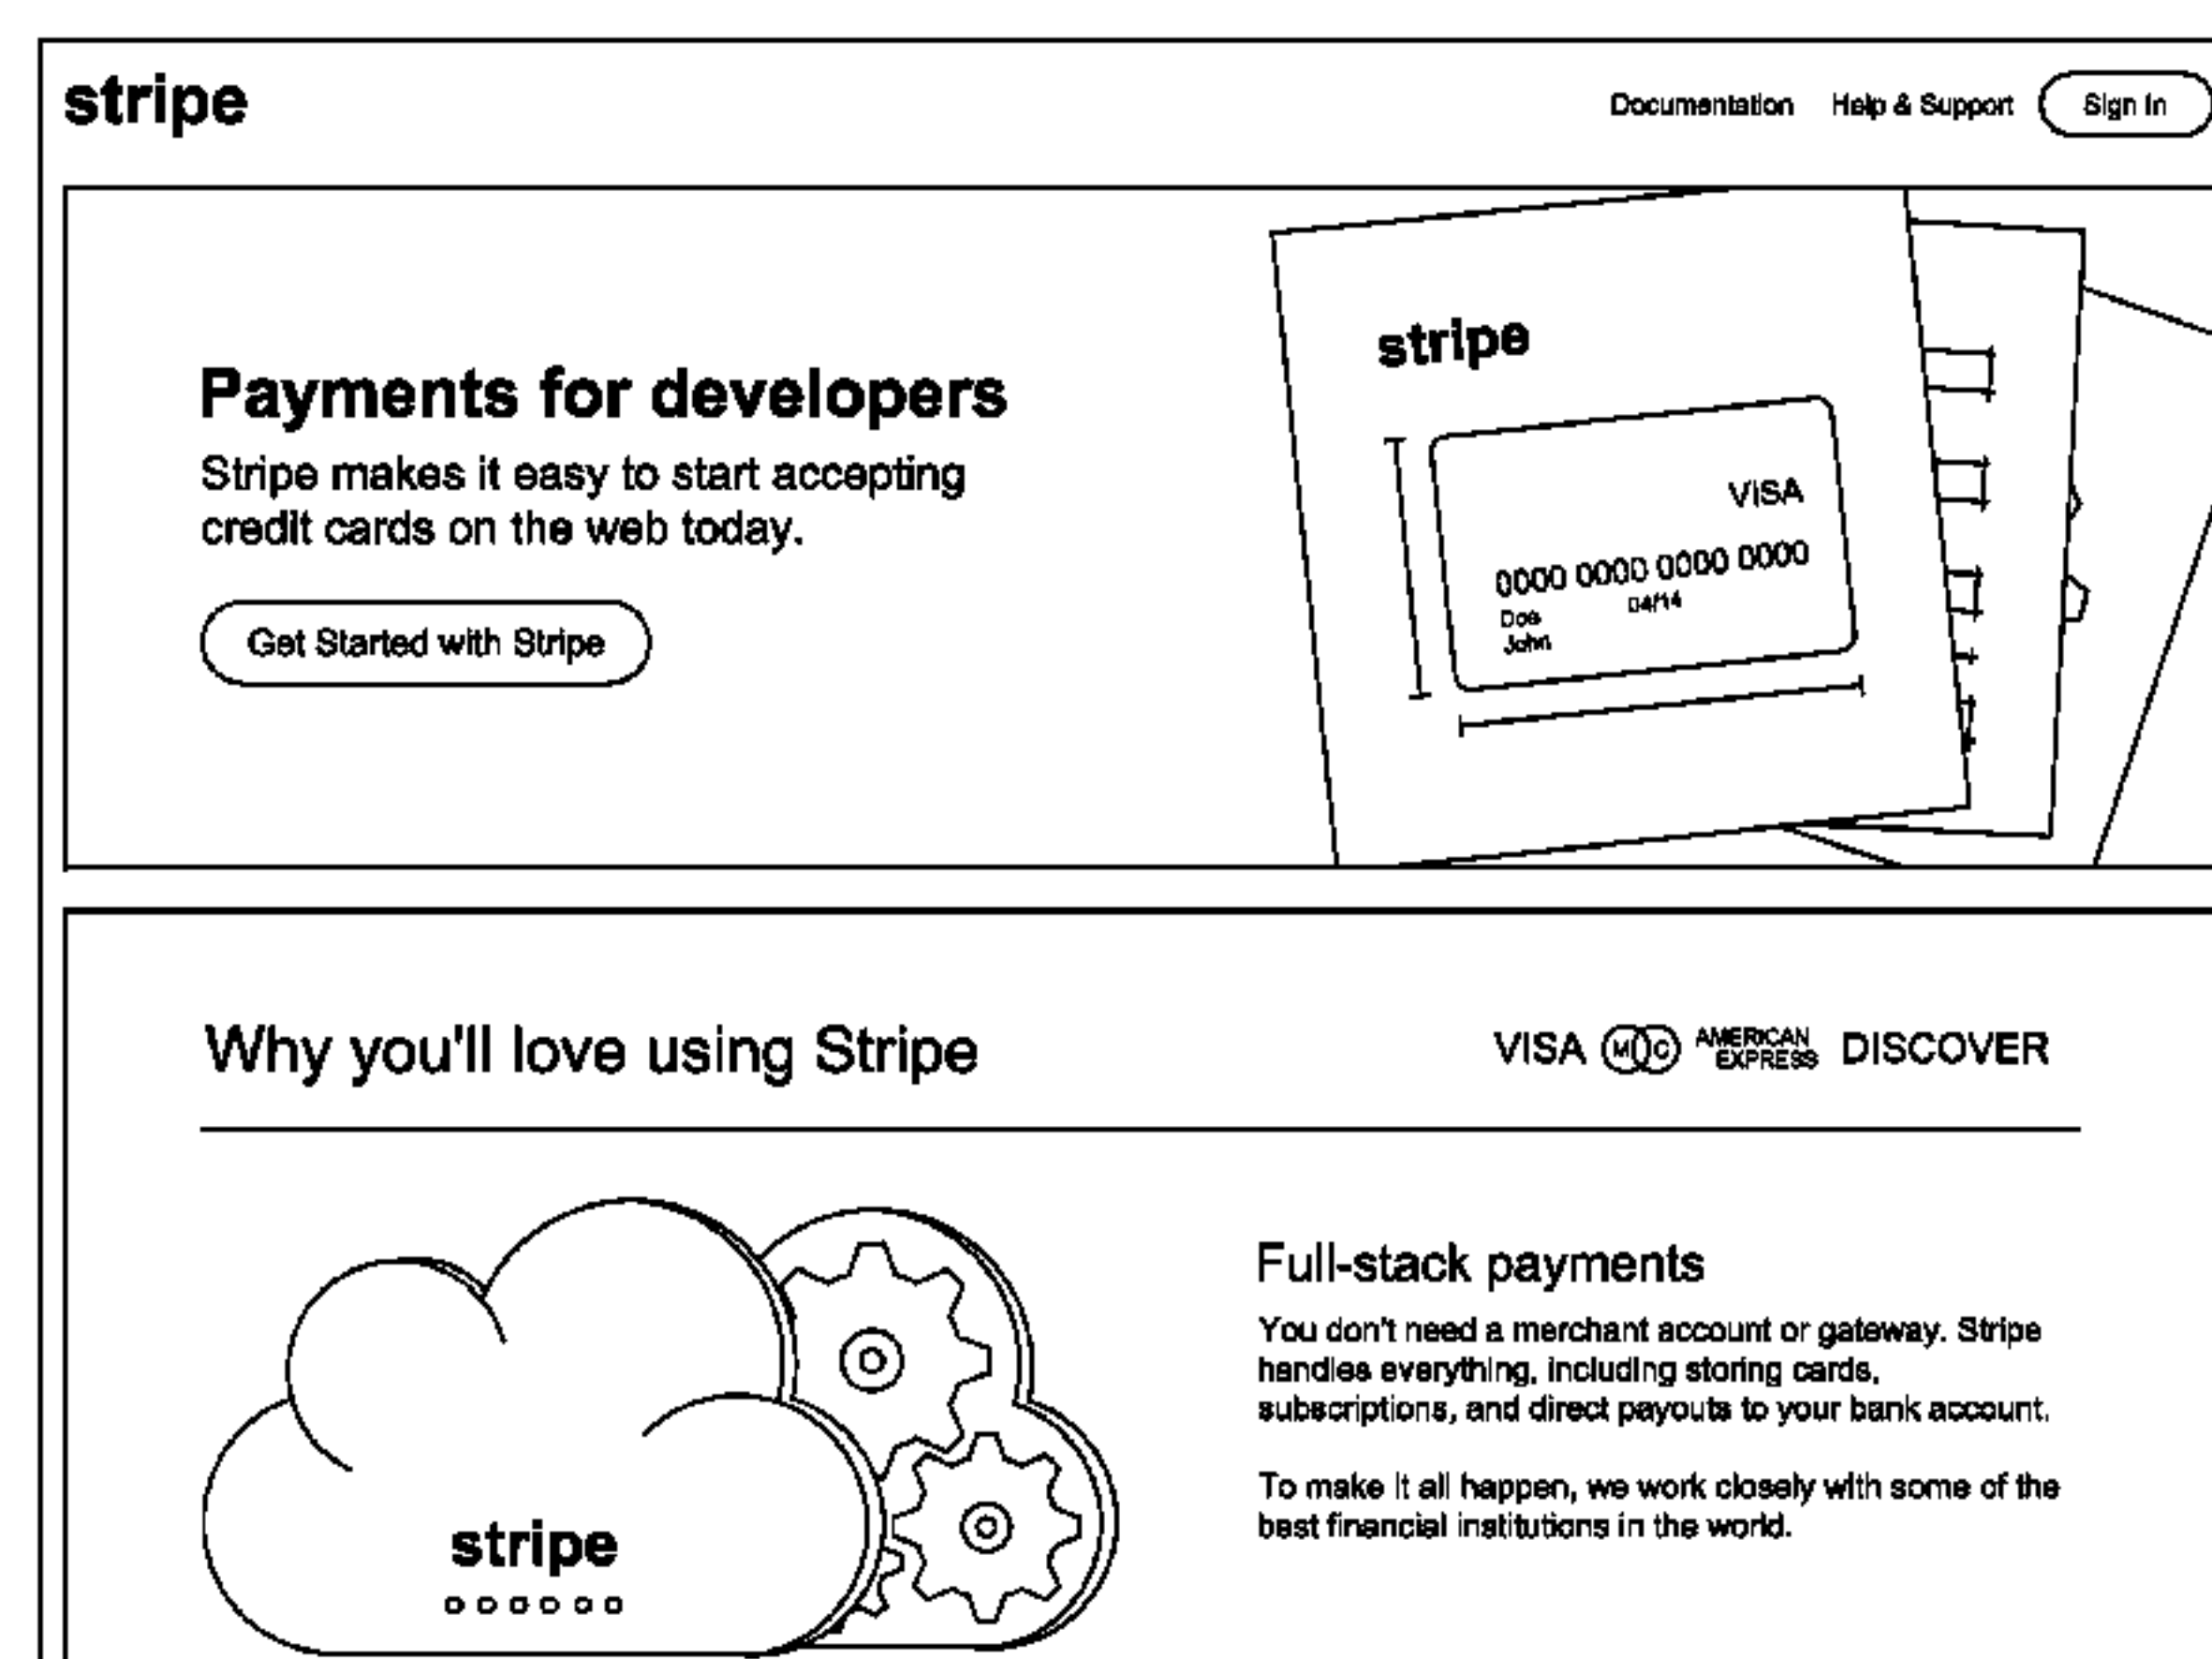 stripe
Documentation Help & Support Sign In
Payments for developers
Stripe makes it easy to start accepting
credit cards on the web today.
Get Started with Stripe
stripe
VISA
0000 0000 0000 0000
04/14
Doe
John
Why you'll love using Stripe
VISA MC AMERICAN EXPRESS DISCOVER
Full-stack payments
You don't need a merchant account or gateway. Stripe
handles everything, including storing cards,
subscriptions, and direct payouts to your bank account.
To make it all happen, we work closely with some of the
best financial institutions in the world.
stripe